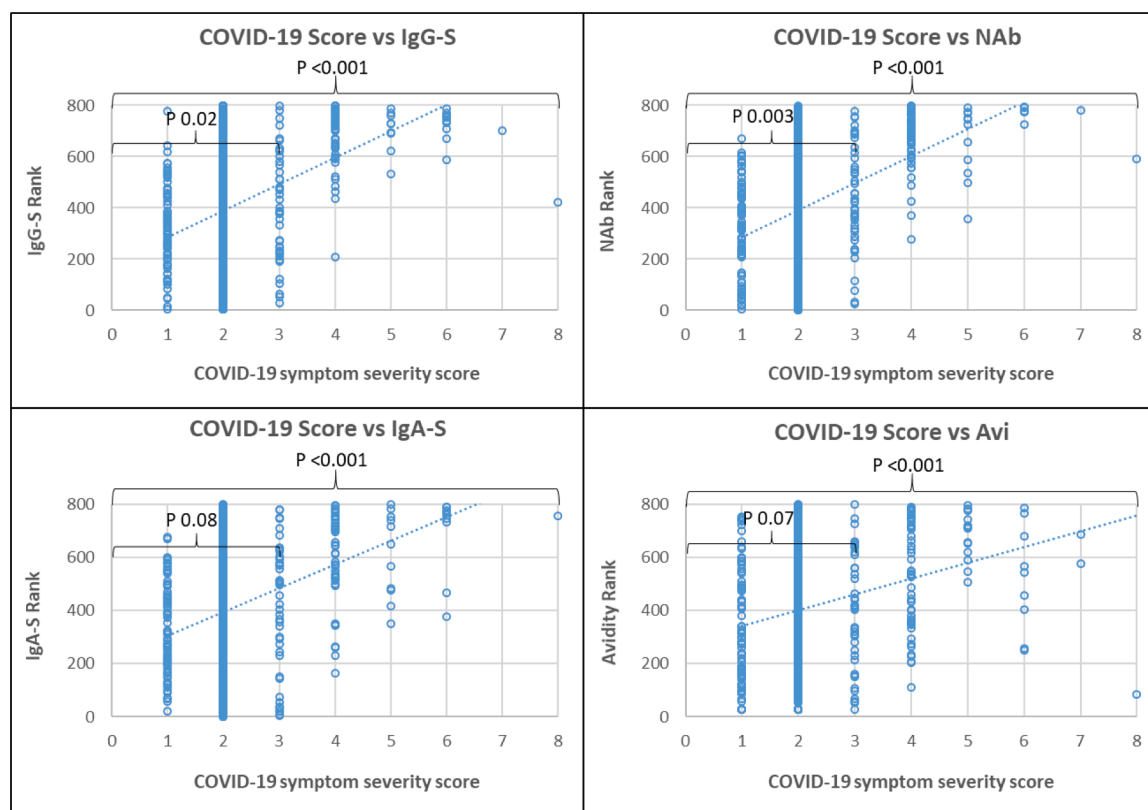 COVID-19 Score vs IgG-S
P <0.001
P 0.02
800
600
400
200
0
IgG-S Rank
0 1 2 3 4 5 6 7 8
COVID-19 symptom severity score
COVID-19 Score vs NAb
P <0.001
P 0.003
800
600
400
200
0
NAb Rank
0 1 2 3 4 5 6 7 8
COVID-19 symptom severity score
COVID-19 Score vs IgA-S
P <0.001
P 0.08
800
600
400
200
0
IgA-S Rank
0 1 2 3 4 5 6 7 8
COVID-19 symptom severity score
COVID-19 Score vs Avi
P <0.001
P 0.07
800
600
400
200
0
Avidity Rank
0 1 2 3 4 5 6 7 8
COVID-19 symptom severity score